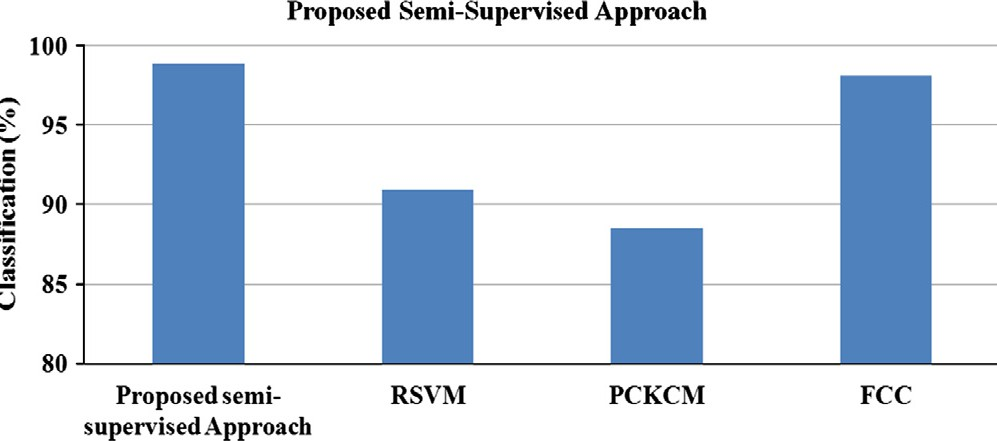 Proposed Semi-Supervised Approach
Classification (%)
100
95
90
85
80
Proposed semi-
supervised Approach
RSVM
PCKCM
FCC